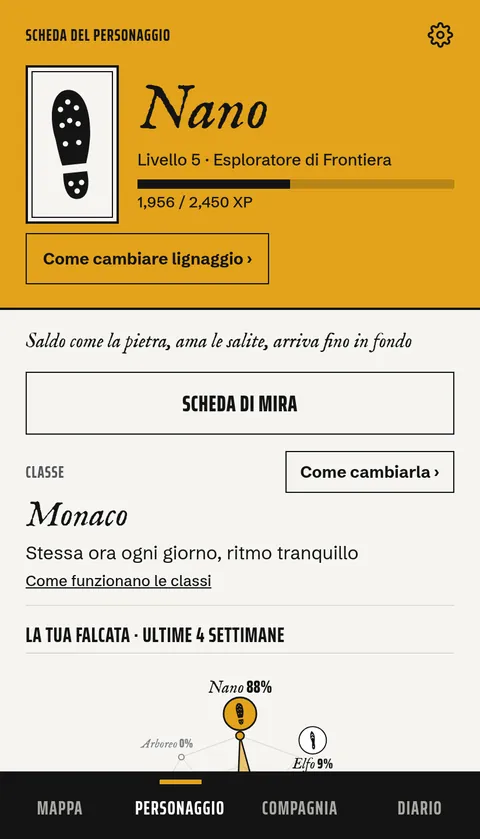 SCHEDA DEL PERSONAGGIO
Nano
Livello 5 · Esploratore di Frontiera
1,956 / 2,450 XP
Come cambiare lignaggio ›
Saldo come la pietra, ama le salite, arriva fino in fondo
SCHEDA DI MIRA
CLASSE
Come cambiarla ›
Monaco
Stessa ora ogni giorno, ritmo tranquillo
Come funzionano le classi
LA TUA FALCATA · ULTIME 4 SETTIMANE
Nano 88%
Arboreo 0%
Elfo 9%
MAPPA
PERSONAGGIO
COMPAGNIA
DIARIO